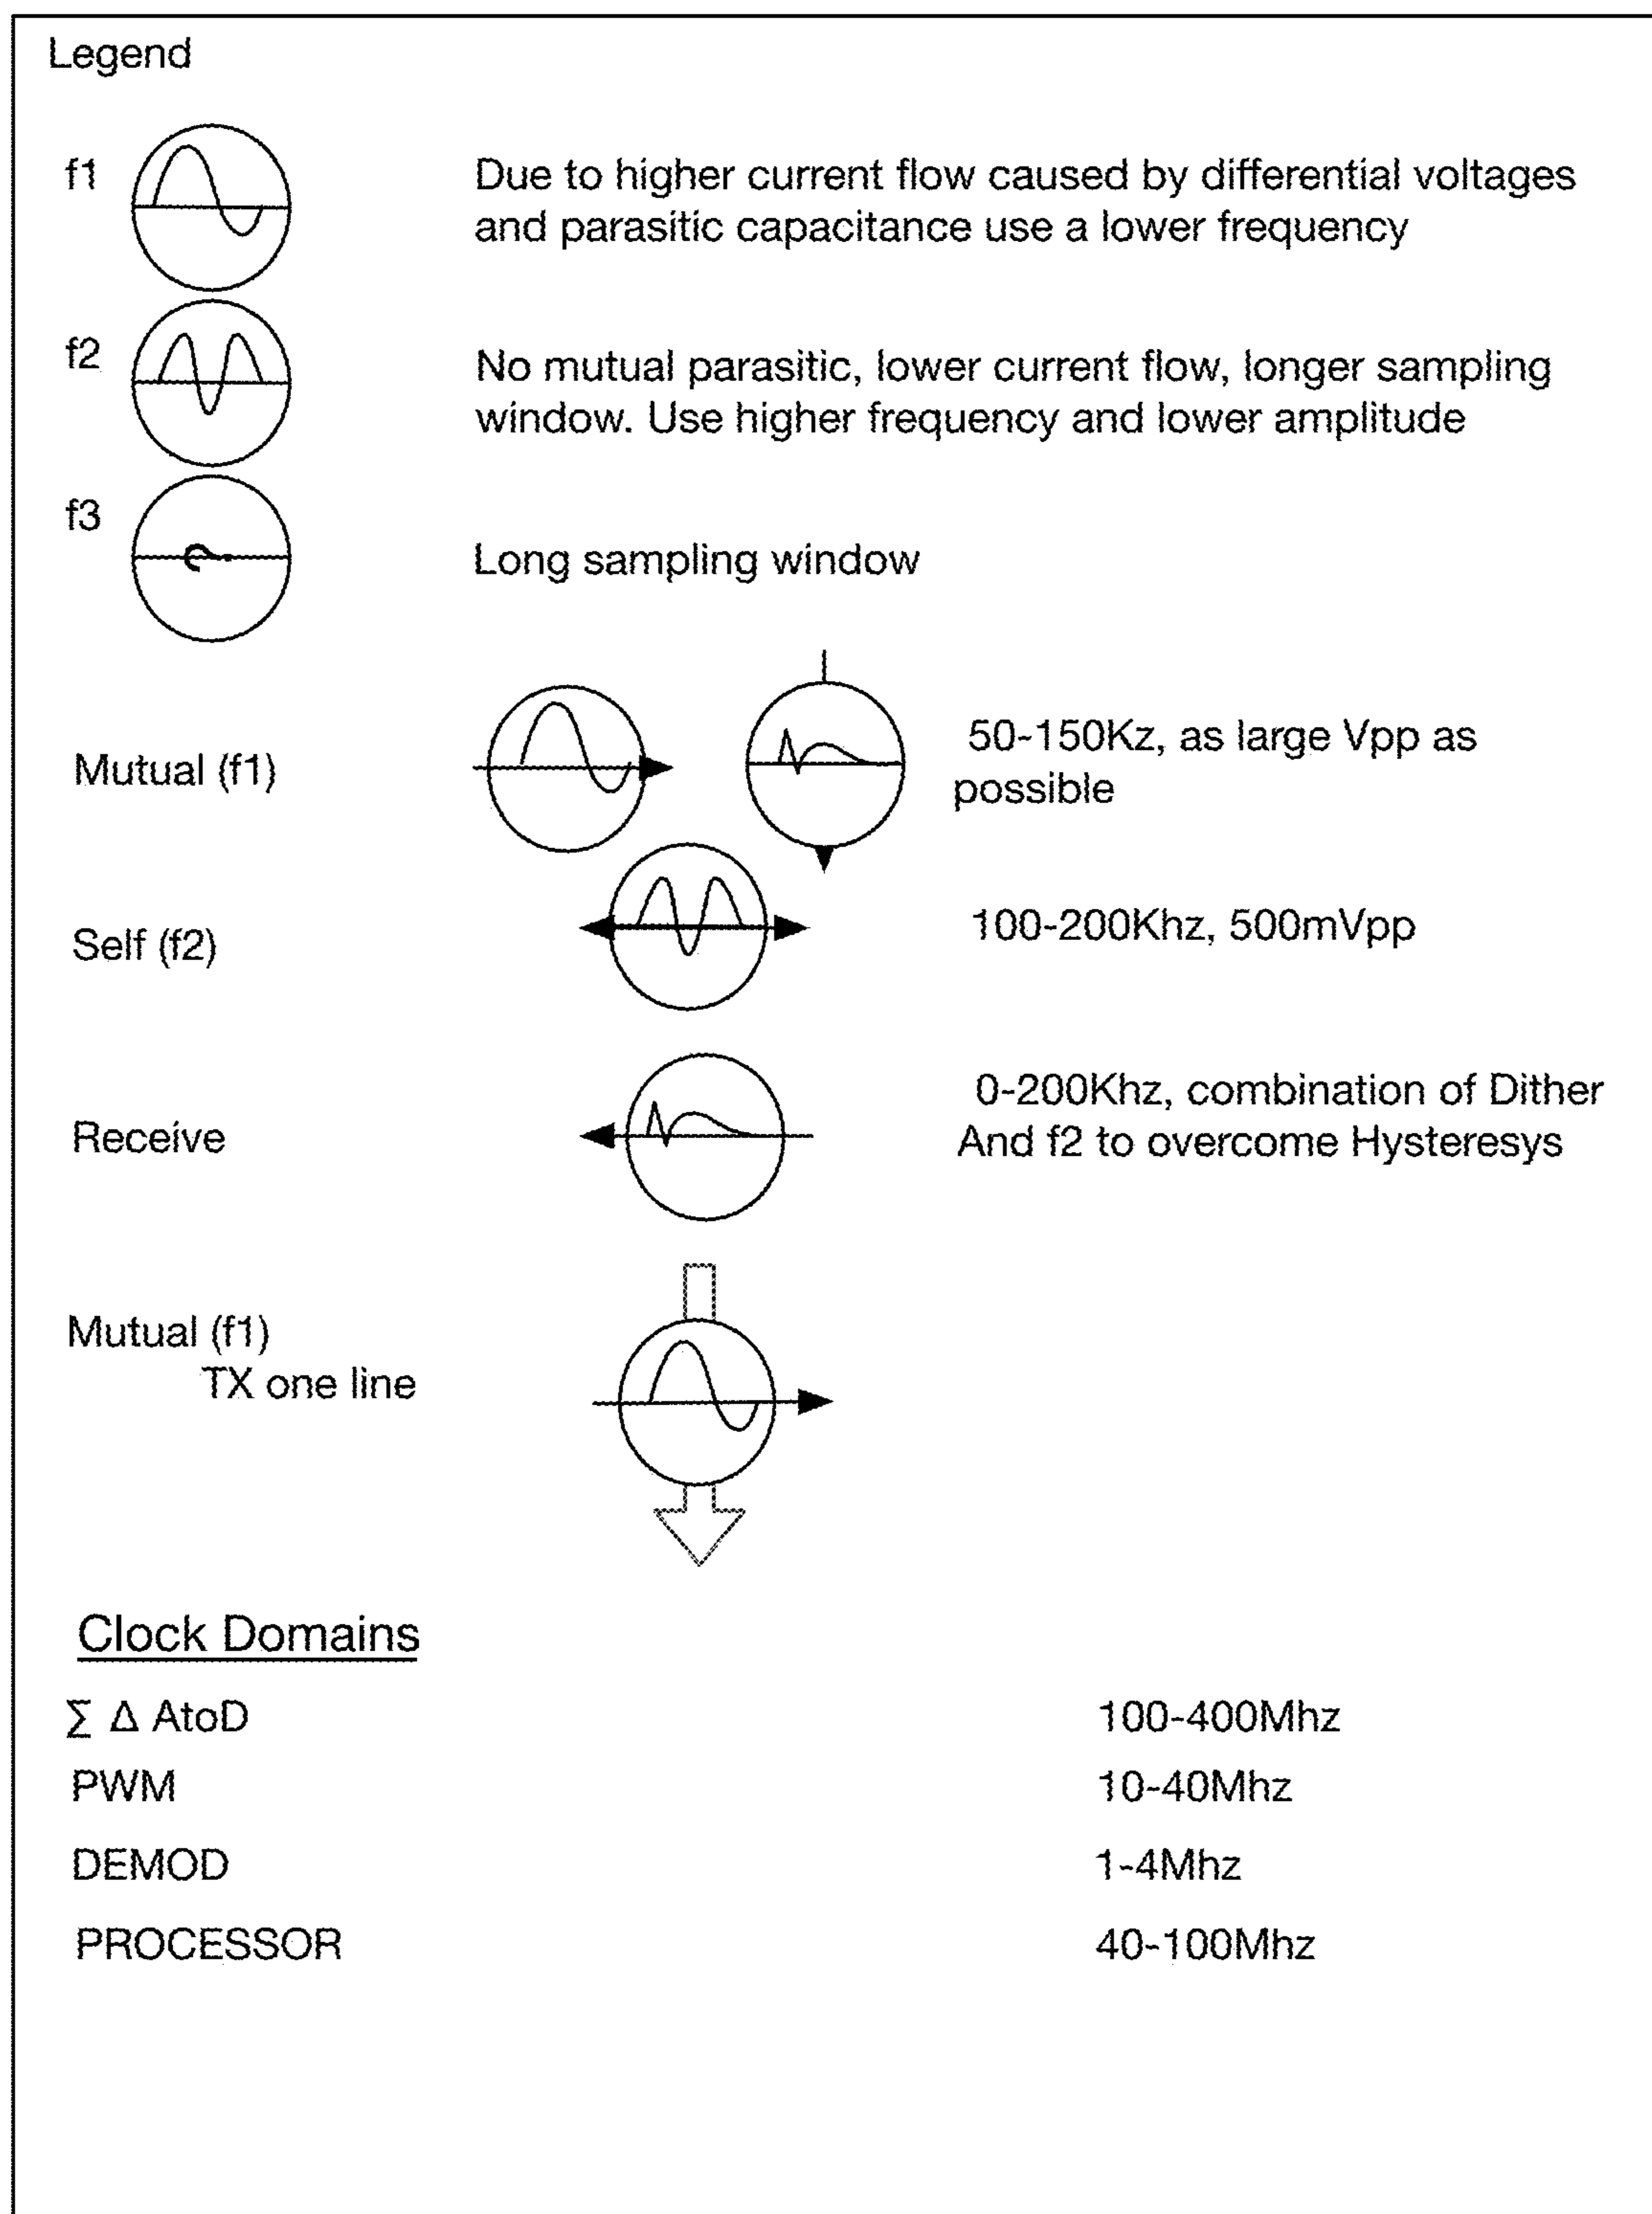 Legend
f1
Due to higher current flow caused by differential voltages
and parasitic capacitance use a lower frequency
f2
No mutual parasitic, lower current flow, longer sampling
window. Use higher frequency and lower amplitude
f3
Long sampling window
Mutual (f1)
50-150Kz, as large Vpp as
possible
Self (f2)
100-200Khz, 500mVpp
Receive
0-200Khz, combination of Dither
And f2 to overcome Hysteresys
Mutual (f1)
TX one line
Clock Domains
∑ Δ AtoD 100-400Mhz
PWM 10-40Mhz
DEMOD 1-4Mhz
PROCESSOR 40-100Mhz